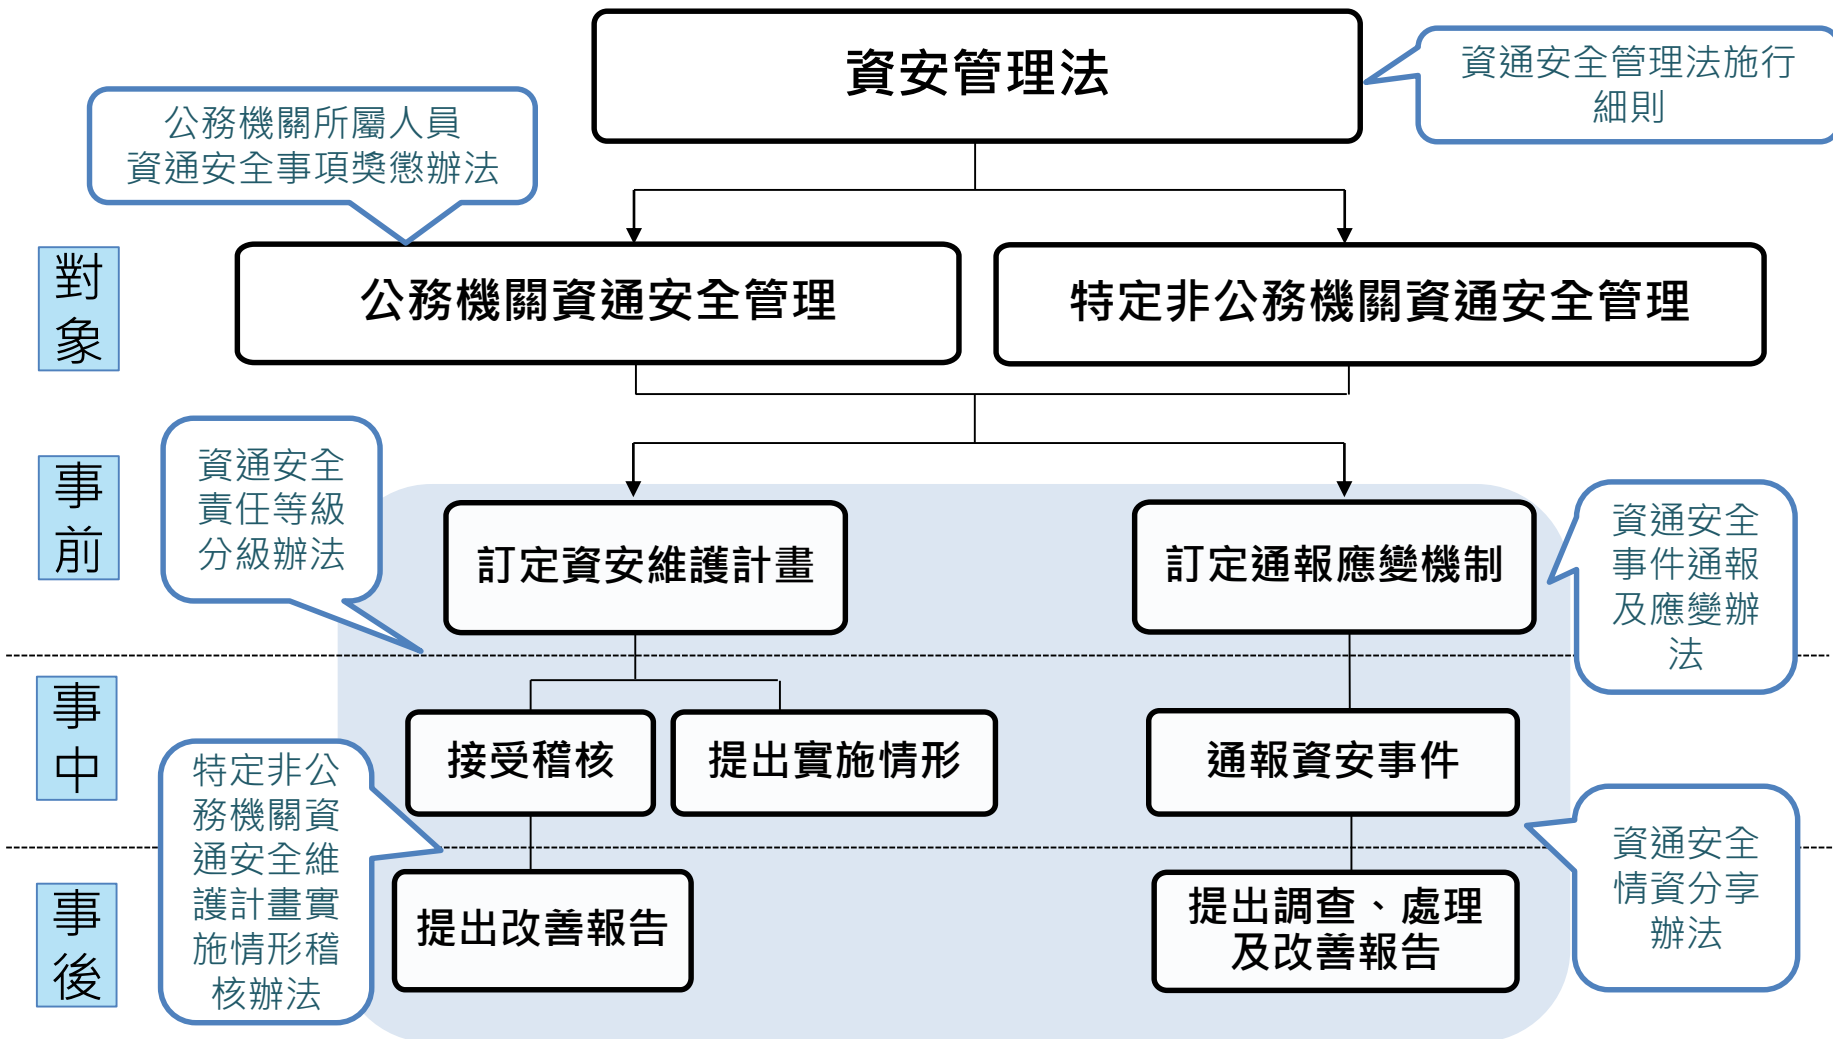 資安管理法
資通安全管理法施行
細則
公務機關所屬人員
資通安全事項獎懲辦法
對
象
公務機關資通安全管理
特定非公務機關資通安全管理
事
前
資通安全
責任等級
分級辦法
訂定資安維護計畫
訂定通報應變機制
資通安全
事件通報
及應變辦
法
事
中
接受稽核
提出實施情形
通報資安事件
特定非公
務機關資
通安全維
護計畫實
施情形稽
核辦法
資通安全
情資分享
辦法
事
後
提出改善報告
提出調查、處理
及改善報告